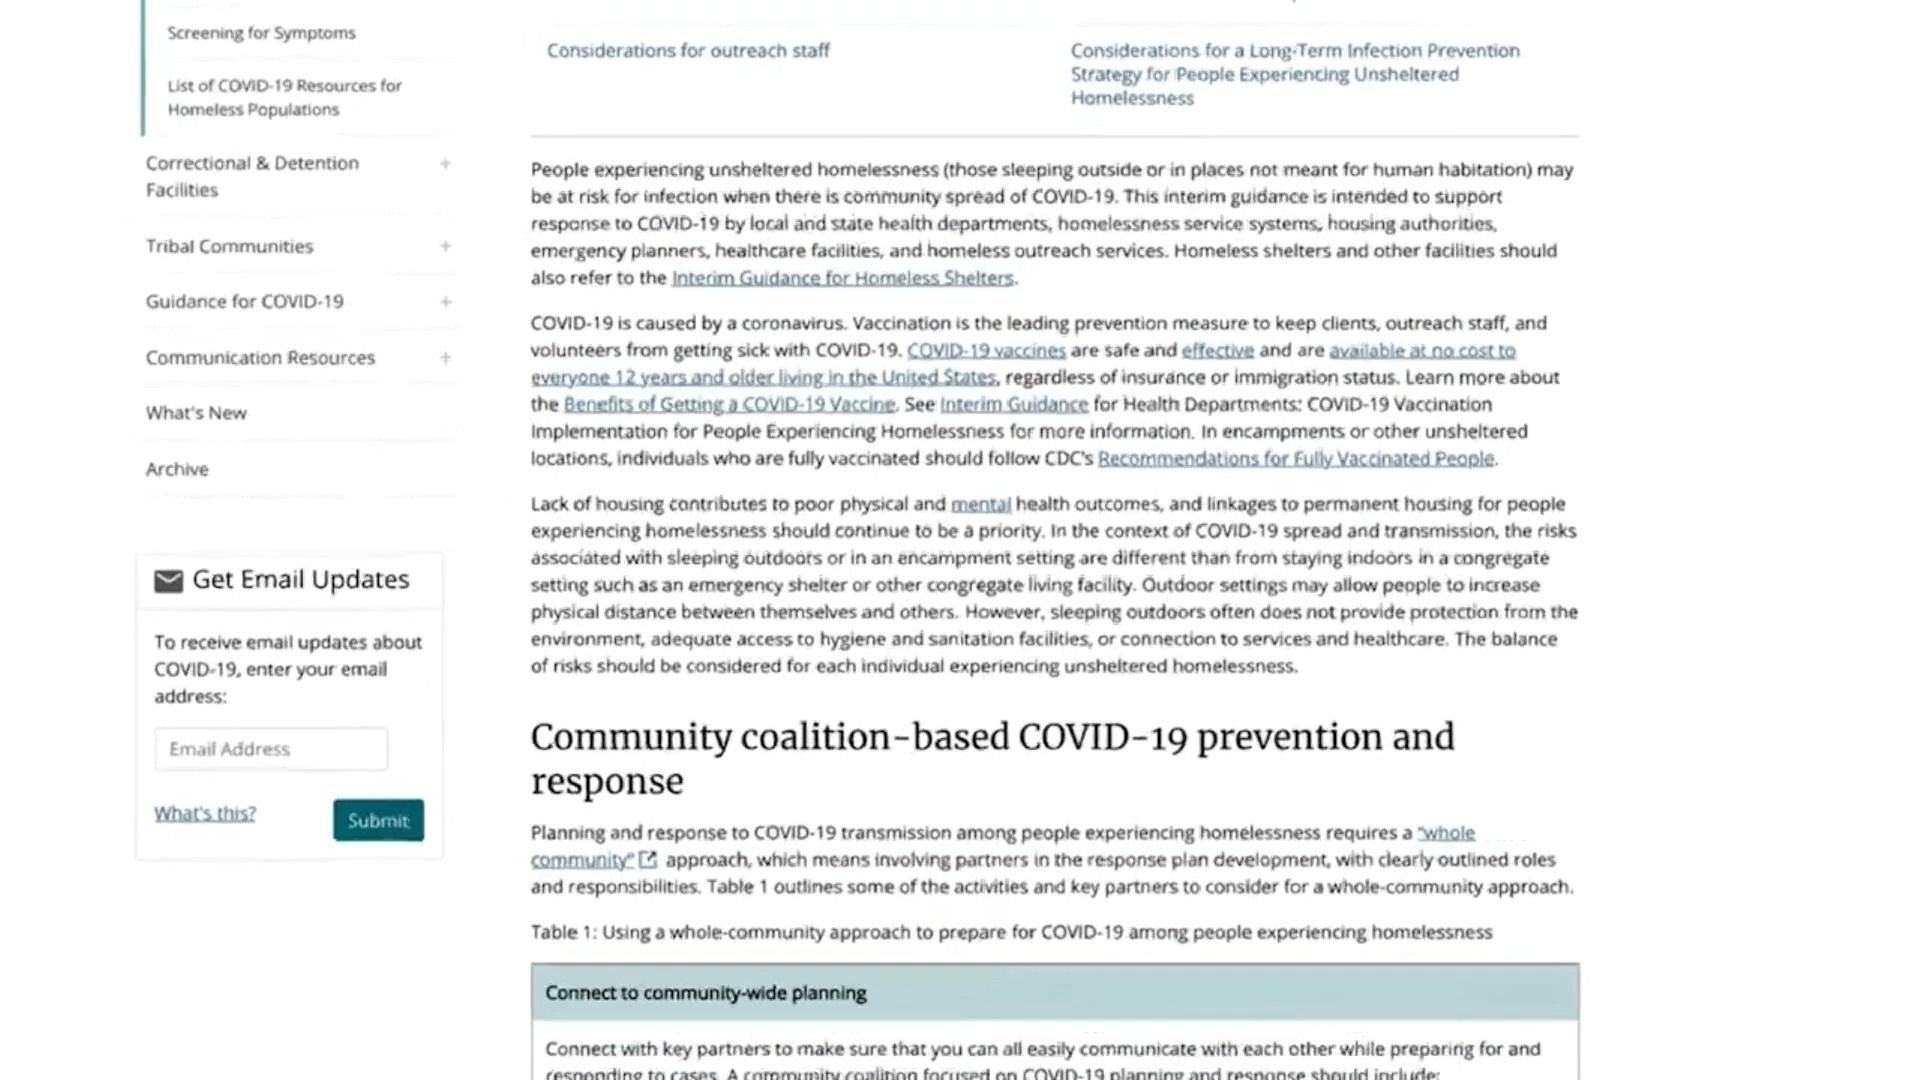 Screening for Symptoms
List of COVID-19 Resources for
Homeless Populations
Correctional & Detention
Facilities
Tribal Communities
Guidance for COVID-19
Communication Resources
What's New
Archive
Get Email Updates
To receive email updates about
COVID-19, enter your email
address:
Email Address
What's this?
Submit
Considerations for outreach staff
Considerations for a Long-Term Infection Prevention
Strategy for People Experiencing Unsheltered
Homelessness
People experiencing unsheltered homelessness (those sleeping outside or in places not meant for human habitation) may
be at risk for infection when there is community spread of COVID-19. This interim guidance is intended to support
response to COVID-19 by local and state health departments, homelessness service systems, housing authorities,
emergency planners, healthcare facilities, and homeless outreach services. Homeless shelters and other facilities should
also refer to the Interim Guidance for Homeless Shelters.
COVID-19 is caused by a coronavirus. Vaccination is the leading prevention measure to keep clients, outreach staff, and
volunteers from getting sick with COVID-19. COVID-19 vaccines are safe and effective and are available at no cost to
everyone 12 years and older living in the United States, regardless of insurance or immigration status. Learn more about
the Benefits of Getting a COVID-19 Vaccine. See Interim Guidance for Health Departments: COVID-19 Vaccination
Implementation for People Experiencing Homelessness for more information. In encampments or other unsheltered
locations, individuals who are fully vaccinated should follow CDC's Recommendations for Fully Vaccinated People.
Lack of housing contributes to poor physical and mental health outcomes, and linkages to permanent housing for people
experiencing homelessness should continue to be a priority. In the context of COVID-19 spread and transmission, the risks
associated with sleeping outdoors or in an encampment setting are different than from staying indoors in a congregate
setting such as an emergency shelter or other congregate living facility. Outdoor settings may allow people to increase
physical distance between themselves and others. However, sleeping outdoors often does not provide protection from the
environment, adequate access to hygiene and sanitation facilities, or connection to services and healthcare. The balance
of risks should be considered for each individual experiencing unsheltered homelessness.
Community coalition-based COVID-19 prevention and
response
Planning and response to COVID-19 transmission among people experiencing homelessness requires a "whole
community" approach, which means involving partners in the response plan development, with clearly outlined roles
and responsibilities. Table 1 outlines some of the activities and key partners to consider for a whole-community approach.
Table 1: Using a whole-community approach to prepare for COVID-19 among people experiencing homelessness
Connect to community-wide planning
Connect with key partners to make sure that you can all easily communicate with each other while preparing for and
responding to cases. A community coalition focused on COVID-19 planning and response should include: